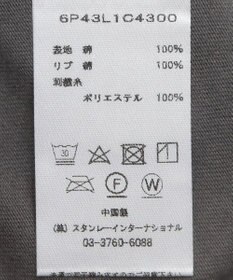 6P43L1C4300
表地 綿 100%
リブ 綿 100%
刺繍糸
ポリエステル 100%
30
F
W
中国製
(株) スタンレーインターナショナル
03-3760-6088